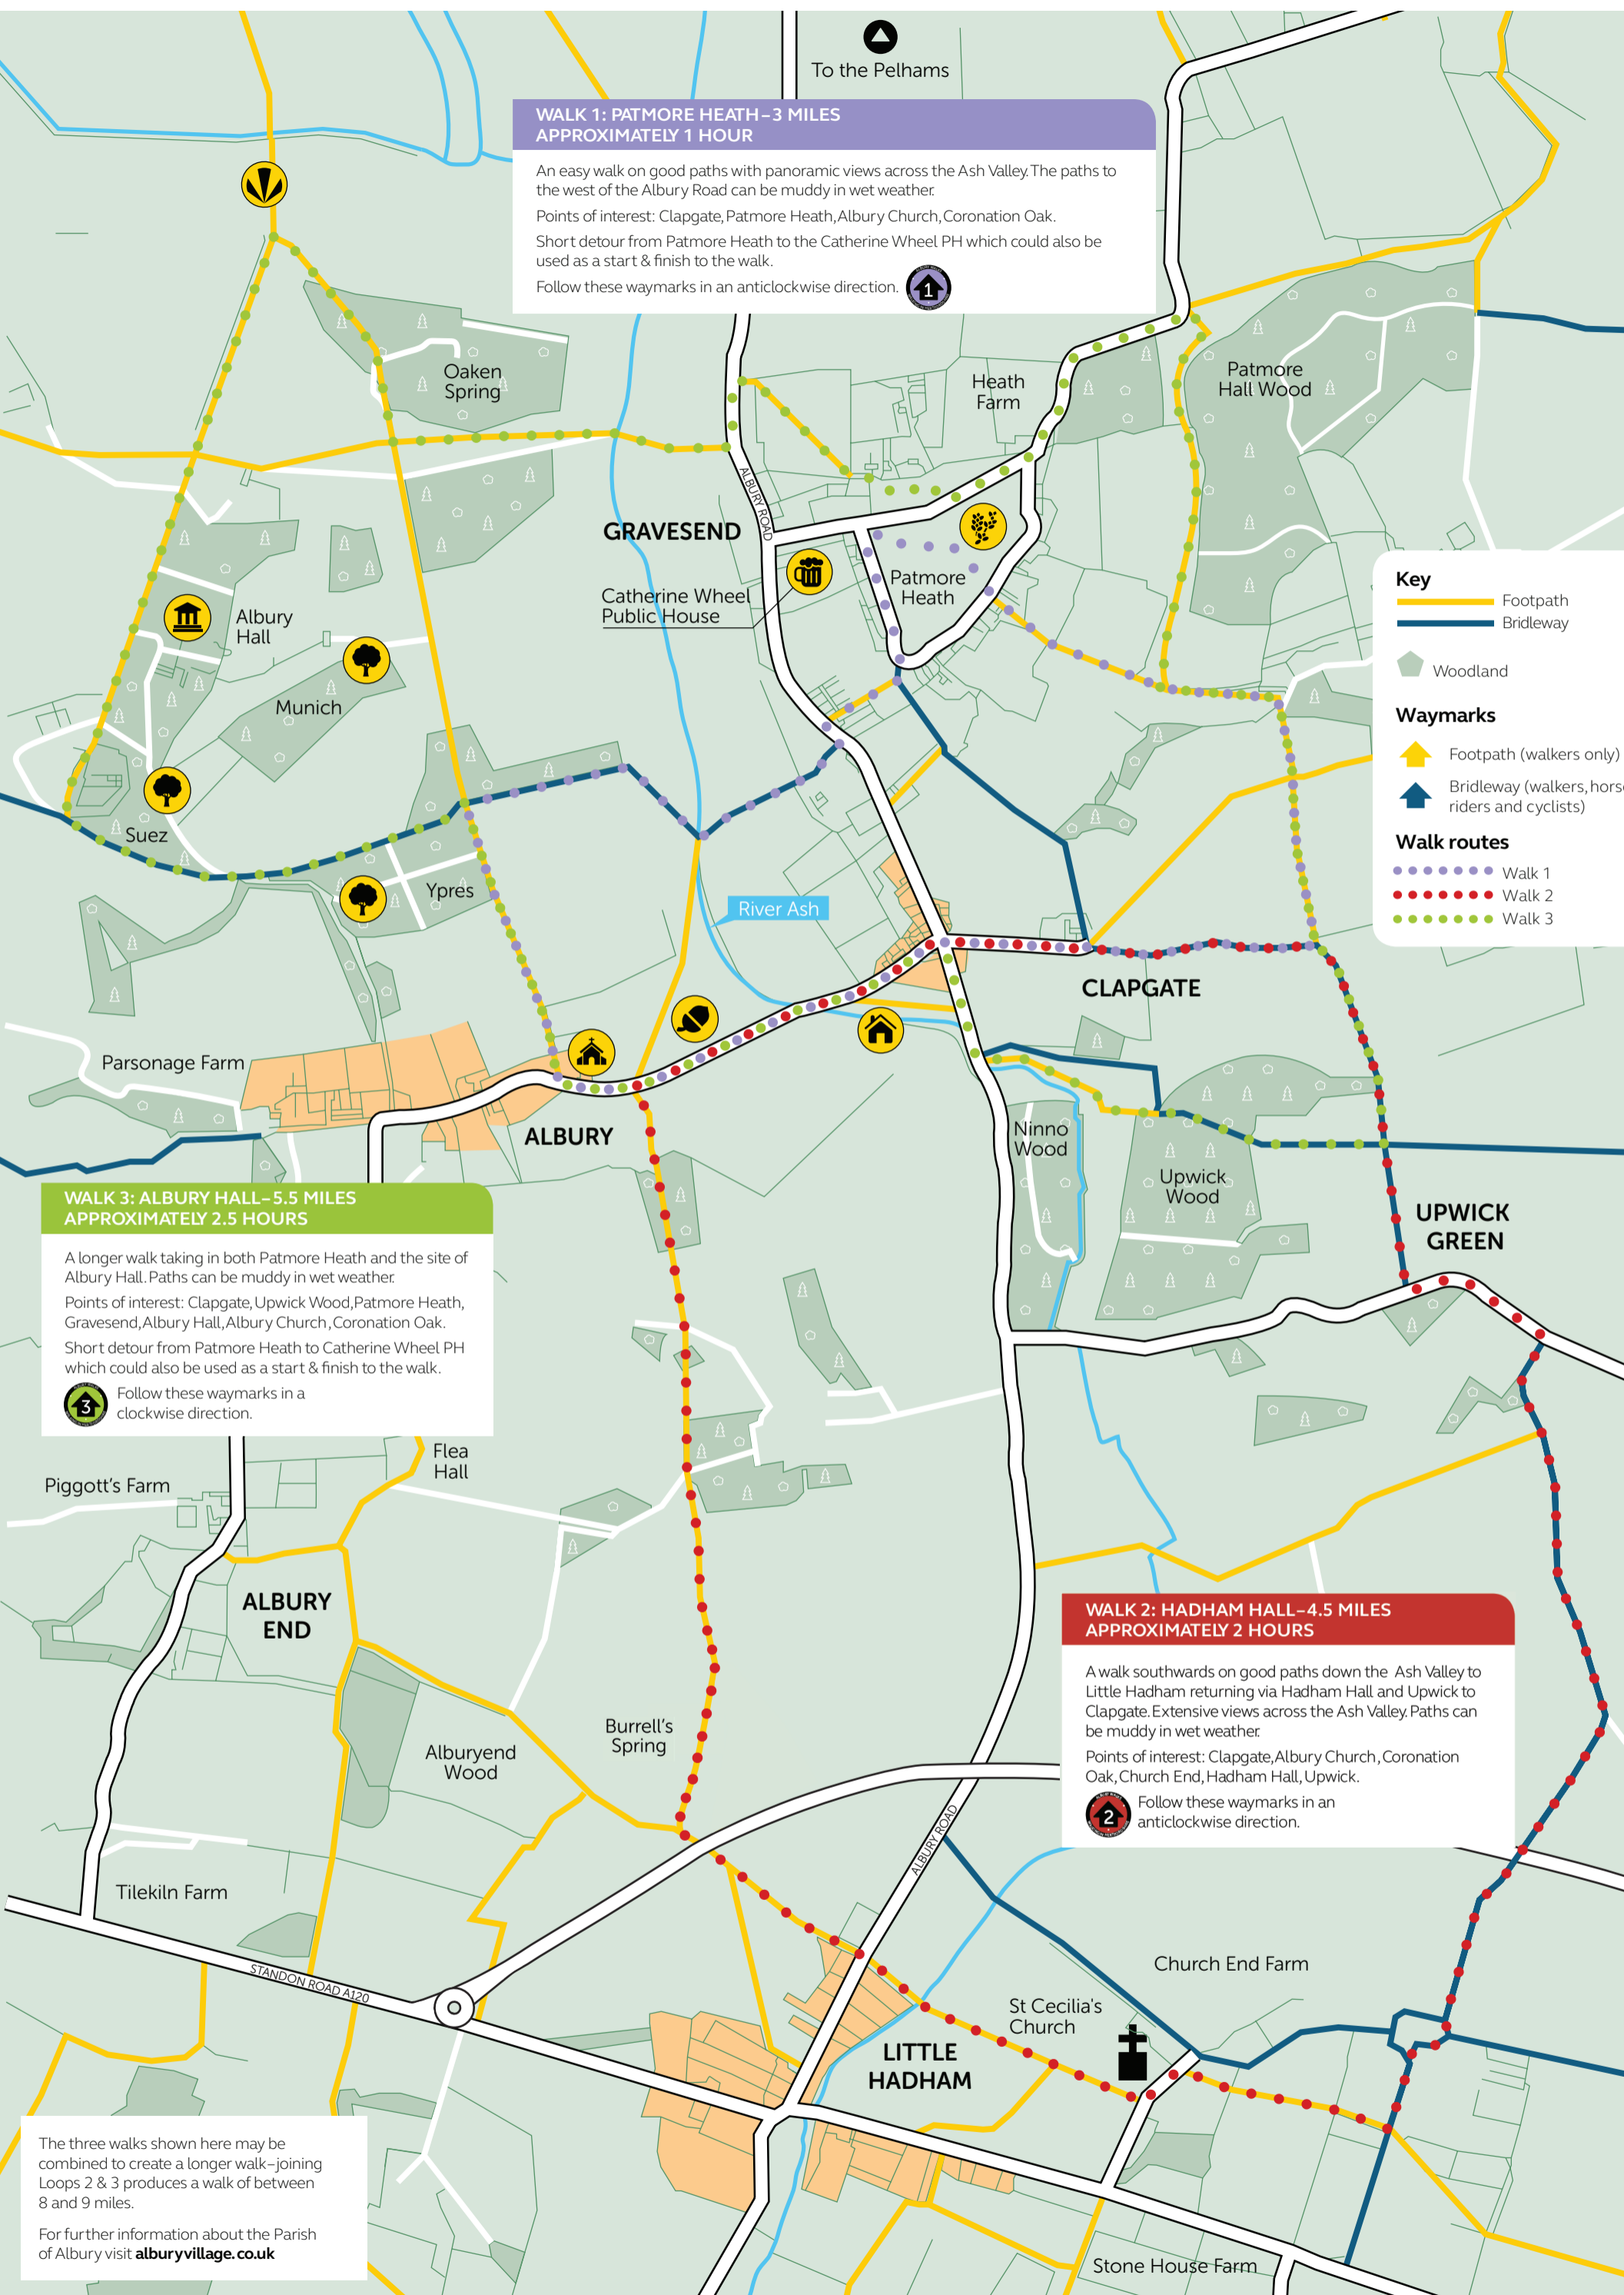 To the Pelhams
WALK 1: PATMORE HEATH–3 MILES
APPROXIMATELY 1 HOUR
An easy walk on good paths with panoramic views across the Ash Valley. The paths to
the west of the Albury Road can be muddy in wet weather.
Points of interest: Clapgate, Patmore Heath, Albury Church, Coronation Oak.
Short detour from Patmore Heath to the Catherine Wheel PH which could also be
used as a start & finish to the walk.
Follow these waymarks in an anticlockwise direction.
1
Oaken
Spring
Heath
Farm
Patmore
Hall Wood
ALBURY ROAD
GRAVESEND
Catherine Wheel
Public House
Patmore
Heath
Albury
Hall
Munich
Suez
Ypres
Key
Footpath
Bridleway
Woodland
Waymarks
Footpath (walkers only)
Bridleway (walkers, hors
riders and cyclists)
Walk routes
Walk 1
Walk 2
Walk 3
River Ash
CLAPGATE
Parsonage Farm
ALBURY
Ninno
Wood
Upwick
Wood
UPWICK
GREEN
WALK 3: ALBURY HALL–5.5 MILES
APPROXIMATELY 2.5 HOURS
A longer walk taking in both Patmore Heath and the site of
Albury Hall. Paths can be muddy in wet weather.
Points of interest: Clapgate, Upwick Wood, Patmore Heath,
Gravesend, Albury Hall, Albury Church, Coronation Oak.
Short detour from Patmore Heath to Catherine Wheel PH
which could also be used as a start & finish to the walk.
3
Follow these waymarks in a
clockwise direction.
Flea
Hall
Piggott's Farm
ALBURY
END
Burrell's
Spring
Alburyend
Wood
WALK 2: HADHAM HALL–4.5 MILES
APPROXIMATELY 2 HOURS
A walk southwards on good paths down the Ash Valley to
Little Hadham returning via Hadham Hall and Upwick to
Clapgate. Extensive views across the Ash Valley. Paths can
be muddy in wet weather.
Points of interest: Clapgate, Albury Church, Coronation
Oak, Church End, Hadham Hall, Upwick.
2
Follow these waymarks in an
anticlockwise direction.
ALBURY ROAD
Tilekiln Farm
STANDON ROAD A120
Church End Farm
St Cecilia's
Church
LITTLE
HADHAM
The three walks shown here may be
combined to create a longer walk–joining
Loops 2 & 3 produces a walk of between
8 and 9 miles.
For further information about the Parish
of Albury visit alburyvillage.co.uk
Stone House Farm